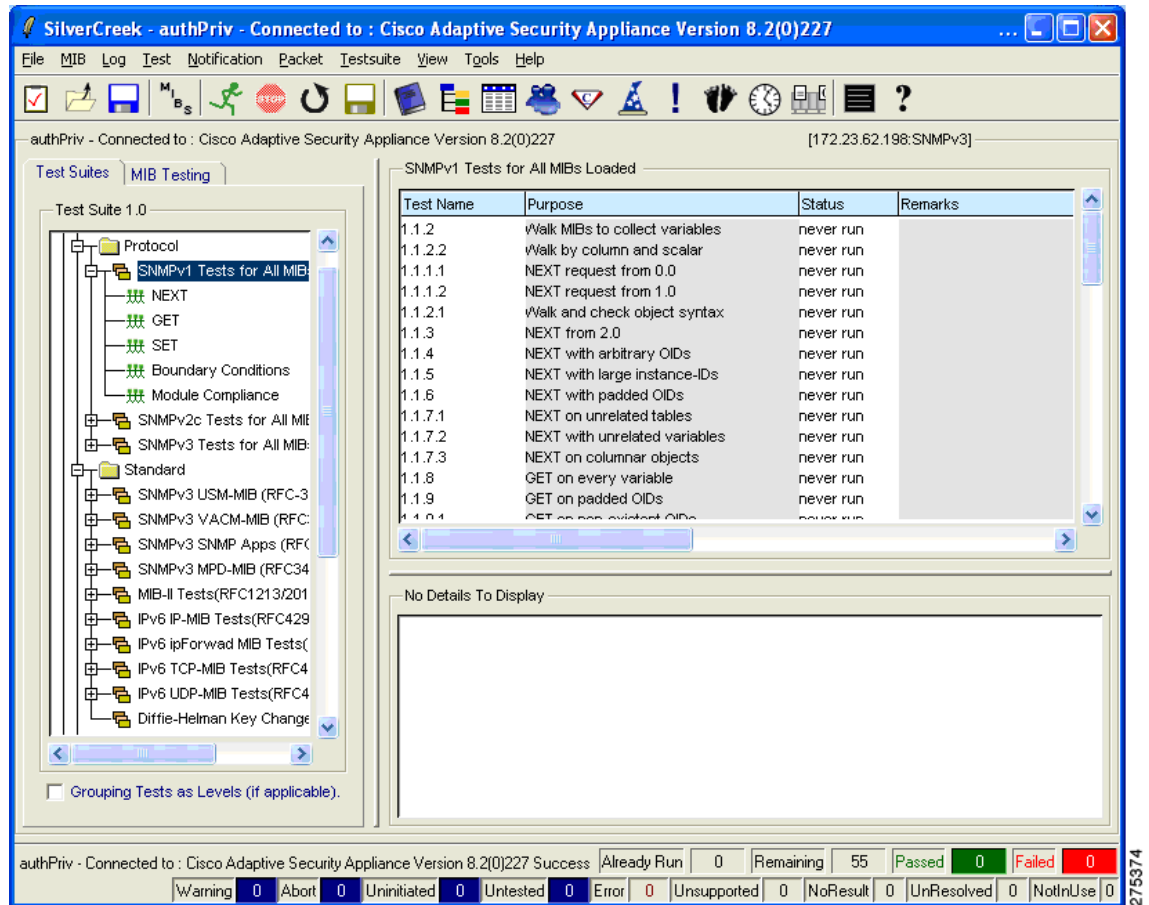 SilverCreek - authPriv - Connected to : Cisco Adaptive Security Appliance Version 8.2(0)227 ...
File MIB Log Test Notification Packet Testsuite View Tools Help
MIBs STOP C ! ?
authPriv - Connected to : Cisco Adaptive Security Appliance Version 8.2(0)227 [172.23.62.198:SNMPv3]
Test Suites MIB Testing
Test Suite 1.0
Protocol
SNMPv1 Tests for All MIB
NEXT
GET
SET
Boundary Conditions
Module Compliance
SNMPv2c Tests for All MIB
SNMPv3 Tests for All MIB
Standard
SNMPv3 USM-MIB (RFC-3
SNMPv3 VACM-MIB (RFC
SNMPv3 SNMP Apps (RF
SNMPv3 MPD-MIB (RFC34
MIB-II Tests(RFC1213/201
IPv6 IP-MIB Tests(RFC429
IPv6 ipForwad MIB Tests(
IPv6 TCP-MIB Tests(RFC4
IPv6 UDP-MIB Tests(RFC4
Diffie-Helman Key Change
Grouping Tests as Levels (if applicable).
SNMPv1 Tests for All MIBs Loaded
Test Name Purpose Status Remarks
1.1.2 Walk MIBs to collect variables never run
1.1.2.2 Walk by column and scalar never run
1.1.1.1 NEXT request from 0.0 never run
1.1.1.2 NEXT request from 1.0 never run
1.1.2.1 Walk and check object syntax never run
1.1.3 NEXT from 2.0 never run
1.1.4 NEXT with arbitrary OIDs never run
1.1.5 NEXT with large instance-IDs never run
1.1.6 NEXT with padded OIDs never run
1.1.7.1 NEXT on unrelated tables never run
1.1.7.2 NEXT with unrelated variables never run
1.1.7.3 NEXT on columnar objects never run
1.1.8 GET on every variable never run
1.1.9 GET on padded OIDs never run
1.1.9.1 GET on non-existent OIDs never run
No Details To Display
authPriv - Connected to : Cisco Adaptive Security Appliance Version 8.2(0)227 Success Already Run 0 Remaining 55 Passed 0 Failed 0
Warning 0 Abort 0 Uninitiated 0 Untested 0 Error 0 Unsupported 0 NoResult 0 UnResolved 0 NotInUse 0
275374